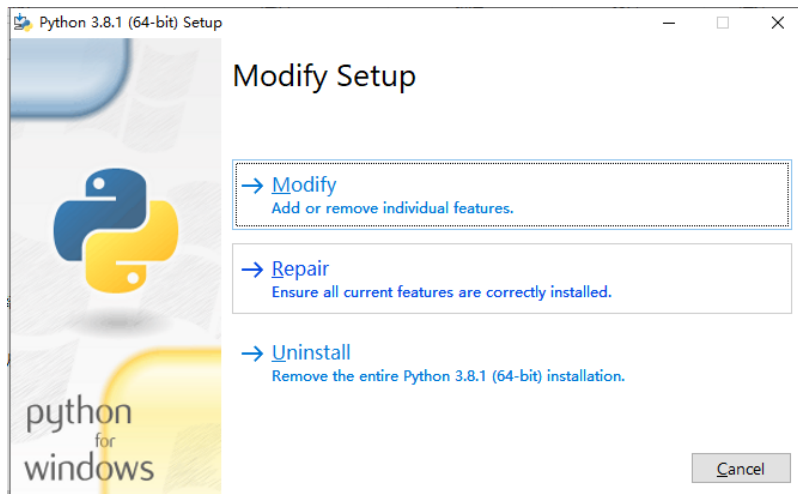 Python 3.8.1 (64-bit) Setup
Modify Setup
Modify
Add or remove individual features.
Repair
Ensure all current features are correctly installed.
Uninstall
Remove the entire Python 3.8.1 (64-bit) installation.
python
for
windows
Cancel